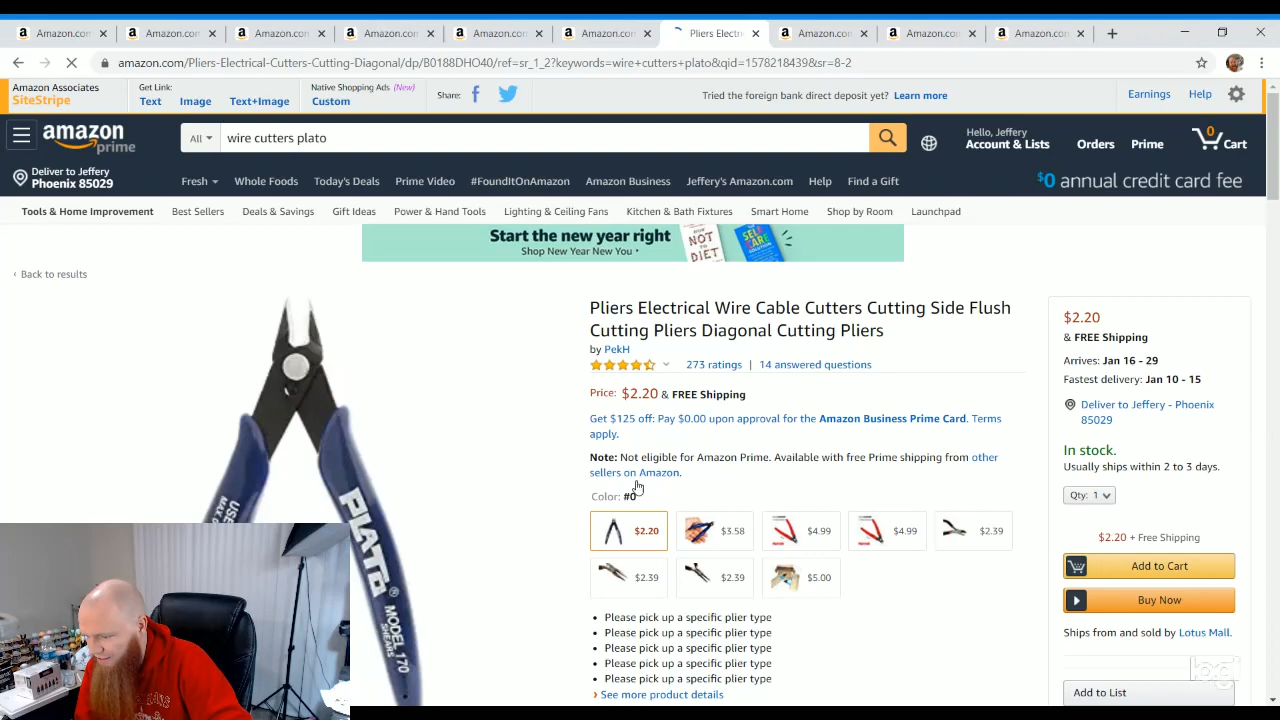 Amazon.com
Amazon.com
Amazon.com
Amazon.com
Amazon.com
Amazon.com
Pliers Electri
Amazon.com
Amazon.com
Amazon.com
amazon.com/Pliers-Electrical-Cutters-Cutting-Diagonal/dp/B0188DHO40/ref=sr_1_2?keywords=wire+cutters+plato&qid=1578218439&sr=8-2
Amazon Associates
SiteStripe
Get Link:
Text Image Text+Image
Native Shopping Ads (New)
Custom
Share:
Tried the foreign bank direct deposit yet? Learn more
Earnings Help
amazon
prime
All
wire cutters plato
Hello, Jeffery
Account & Lists
Orders
Prime
0
Cart
Deliver to Jeffery
Phoenix 85029
Fresh Whole Foods Today's Deals Prime Video #FoundItOnAmazon Amazon Business Jeffery's Amazon.com Help Find a Gift
$0 annual credit card fee
Tools & Home Improvement Best Sellers Deals & Savings Gift Ideas Power & Hand Tools Lighting & Ceiling Fans Kitchen & Bath Fixtures Smart Home Shop by Room Launchpad
Start the new year right
Shop New Year New You
HOW NOT TO DIET
SELF CARE
‹ Back to results
Pliers Electrical Wire Cable Cutters Cutting Side Flush
Cutting Pliers Diagonal Cutting Pliers
by PekH
273 ratings | 14 answered questions
Price: $2.20 & FREE Shipping
Get $125 off: Pay $0.00 upon approval for the Amazon Business Prime Card. Terms
apply.
Note: Not eligible for Amazon Prime. Available with free Prime shipping from other
sellers on Amazon.
Color: #0
$2.20
$3.58
$4.99
$4.99
$2.39
$2.39
$2.39
$5.00
• Please pick up a specific plier type
• Please pick up a specific plier type
• Please pick up a specific plier type
• Please pick up a specific plier type
• Please pick up a specific plier type
› See more product details
$2.20
& FREE Shipping
Arrives: Jan 16 - 29
Fastest delivery: Jan 10 - 15
Deliver to Jeffery - Phoenix
85029
In stock.
Usually ships within 2 to 3 days.
Qty: 1
$2.20 + Free Shipping
Add to Cart
Buy Now
Ships from and sold by Lotus Mall.
Add to List
logi
PLATO®
MODEL 170
SHEARS